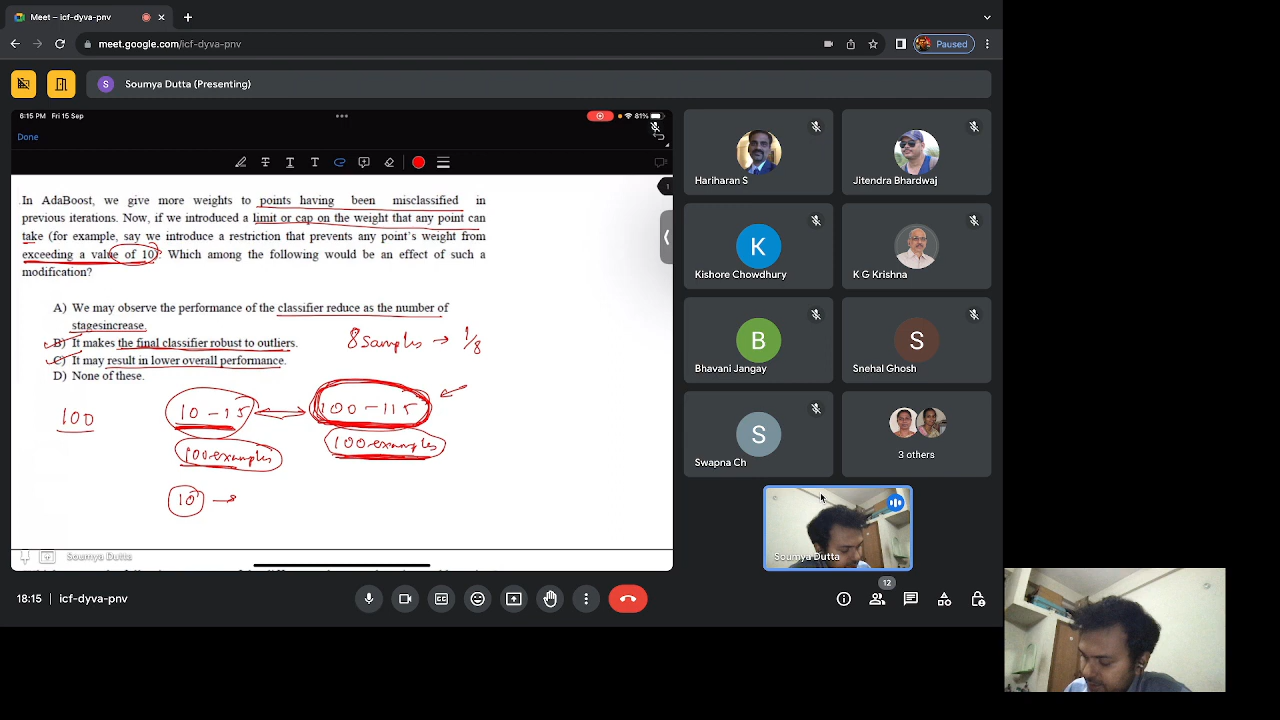 Meet – icf-dyva-pnv
meet.google.com/icf-dyva-pnv
Paused
S
Soumya Dutta (Presenting)
8:15 PM Fri 15 Sep
81%
Done
In AdaBoost, we give more weights to points having been misclassified in
previous iterations. Now, if we introduced a limit or cap on the weight that any point can
take (for example, say we introduce a restriction that prevents any point's weight from
exceeding a value of 10). Which among the following would be an effect of such a
modification?
A) We may observe the performance of the classifier reduce as the number of
stagesincrease.
B) It makes the final classifier robust to outliers.
C) It may result in lower overall performance.
D) None of these.
8 Samples → 1/8
100
10 - 15
100 - 115
100 examples
100 examples
10 →
1
Soumya Dutta
Hariharan S
Jitendra Bhardwaj
K
Kishore Chowdhury
K G Krishna
B
Bhavani Jangay
S
Snehal Ghosh
S
Swapna Ch
3 others
Soumya Dutta
18:15 | icf-dyva-pnv
12